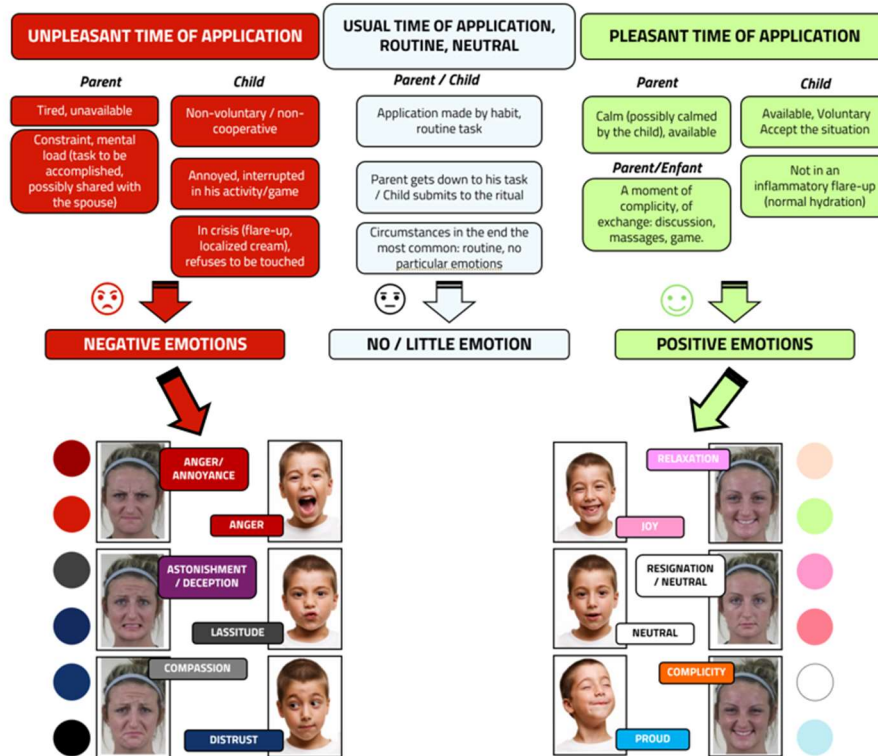 UNPLEASANT TIME OF APPLICATION
USUAL TIME OF APPLICATION,
ROUTINE, NEUTRAL
PLEASANT TIME OF APPLICATION
Parent
Tired, unavailable
Constraint, mental
load (task to be
accomplished,
possibly shared with
the spouse)
Child
Non-voluntary / non-
cooperative
Annoyed, interrupted
in his activity/game
In crisis (flare-up,
localized cream),
refuses to be touched
Parent / Child
Application made by habit,
routine task
Parent gets down to his task
/ Child submits to the ritual
Circumstances in the end the
most common: routine, no
particular emotions
Parent
Calm (possibly calmed
by the child), available
Parent/Enfant
A moment of
complicity, of
exchange: discussion,
massages, game.
Child
Available, Voluntary
Accept the situation
Not in an
inflammatory flare-up
(normal hydration)
NEGATIVE EMOTIONS
NO / LITTLE EMOTION
POSITIVE EMOTIONS
ANGER/
ANNOYANCE
ANGER
ASTONISHMENT
/ DECEPTION
LASSITUDE
COMPASSION
DISTRUST
RELAXATION
JOY
RESIGNATION
/ NEUTRAL
NEUTRAL
COMPLICITY
PROUD